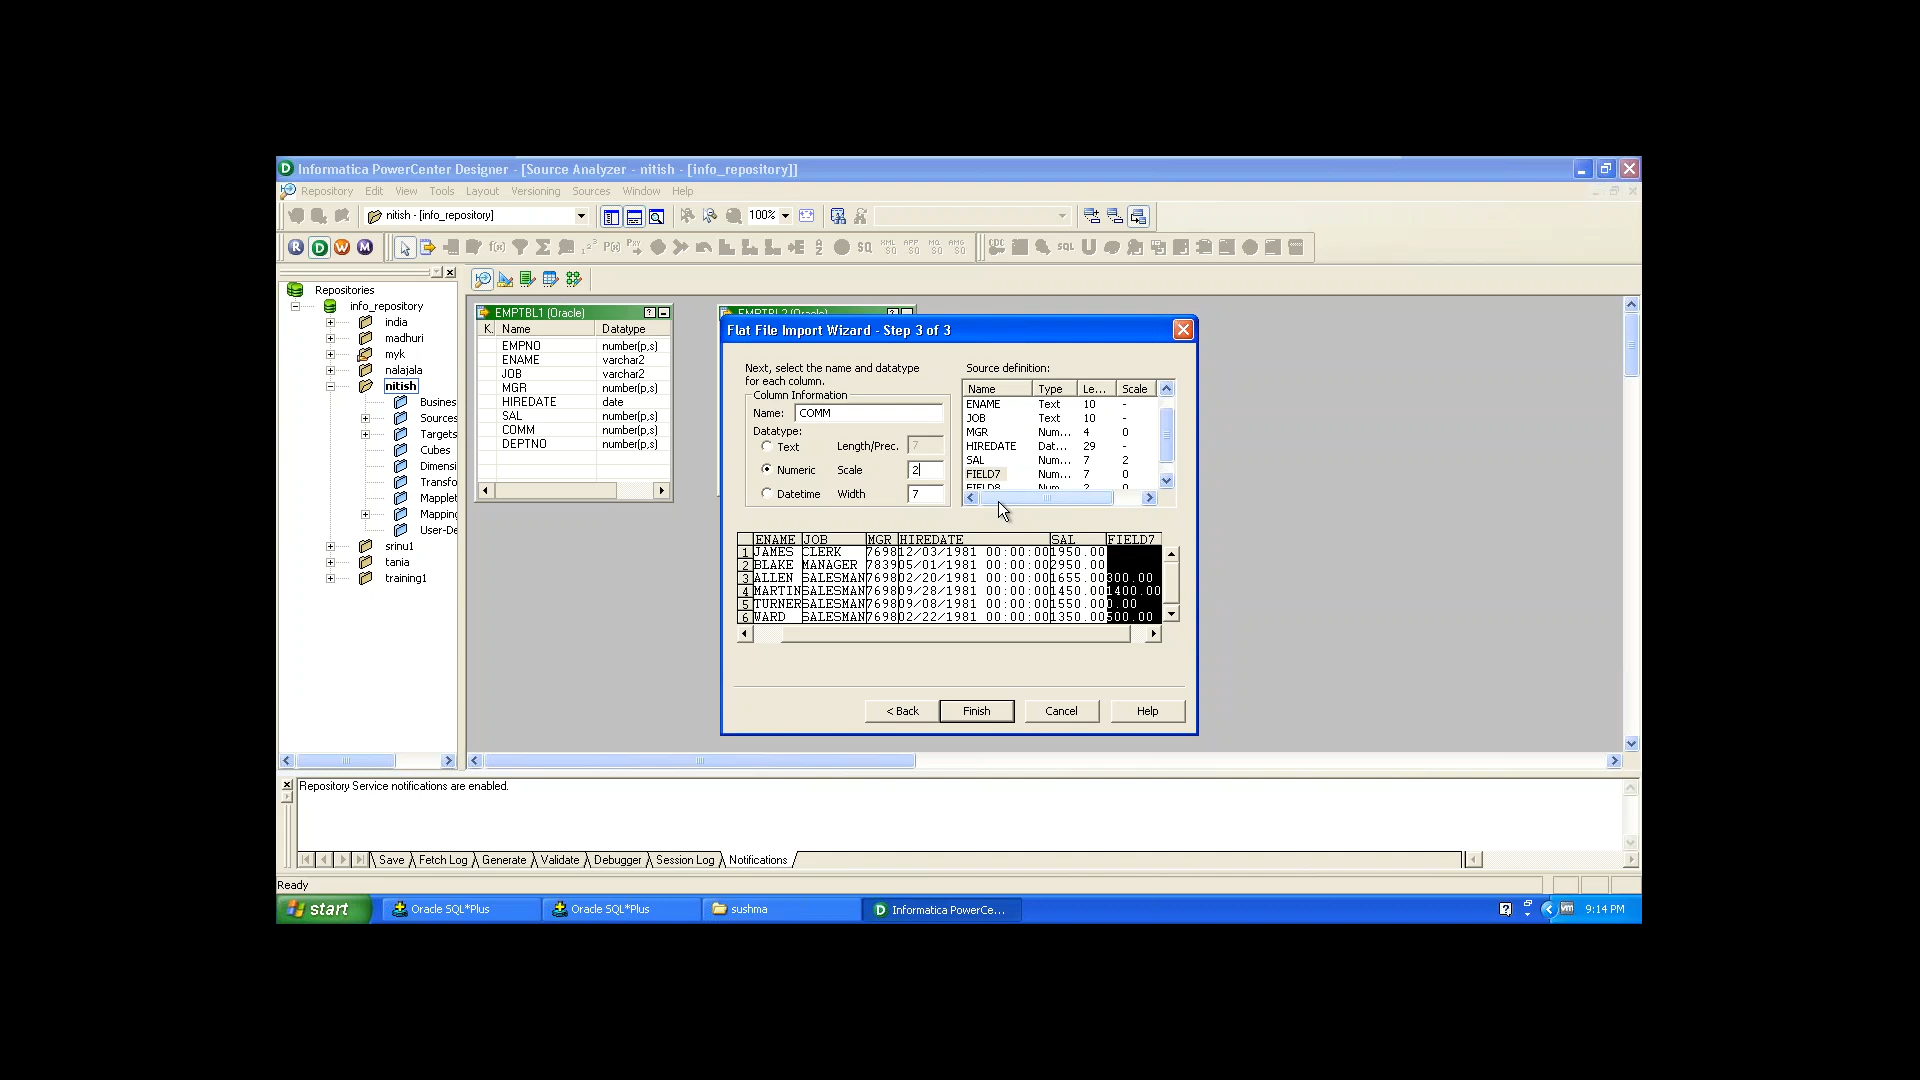 Informatica PowerCenter Designer - [Source Analyzer - nitish - [info_repository]]
Repository Edit View Tools Layout Versioning Sources Window Help
nitish - [info_repository]
100%
Repositories
info_repository
india
madhuri
myk
nalajala
nitish
Busines
Sources
Targets
Cubes
Dimensi
Transfo
Mapplet
Mapping
User-De
srinu1
tania
training1
EMPTBL1 (Oracle)
K. Name Datatype
EMPNO number(p,s)
ENAME varchar2
JOB varchar2
MGR number(p,s)
HIREDATE date
SAL number(p,s)
COMM number(p,s)
DEPTNO number(p,s)
EMPTBL2 (Oracle)
Flat File Import Wizard - Step 3 of 3
Next, select the name and datatype
for each column.
Column Information
Name: COMM
Datatype:
Text Length/Prec. 7
Numeric Scale 2
Datetime Width 7
Source definition:
Name Type Le... Scale
ENAME Text 10 -
JOB Text 10 -
MGR Num... 4 0
HIREDATE Dat... 29 -
SAL Num... 7 2
FIELD7 Num... 7 0
FIELD8 Num 2 0
ENAME JOB MGR HIREDATE SAL FIELD7
1 JAMES CLERK 7698 12/03/1981 00:00:00 1950.00
2 BLAKE MANAGER 7839 05/01/1981 00:00:00 2950.00
3 ALLEN SALESMAN 7698 02/20/1981 00:00:00 1655.00 300.00
4 MARTIN SALESMAN 7698 09/28/1981 00:00:00 1450.00 1400.00
5 TURNER SALESMAN 7698 09/08/1981 00:00:00 1550.00 0.00
6 WARD SALESMAN 7698 02/22/1981 00:00:00 1350.00 500.00
< Back Finish Cancel Help
Repository Service notifications are enabled.
Save Fetch Log Generate Validate Debugger Session Log Notifications
Ready
start Oracle SQL*Plus Oracle SQL*Plus sushma Informatica PowerCe... 9:14 PM